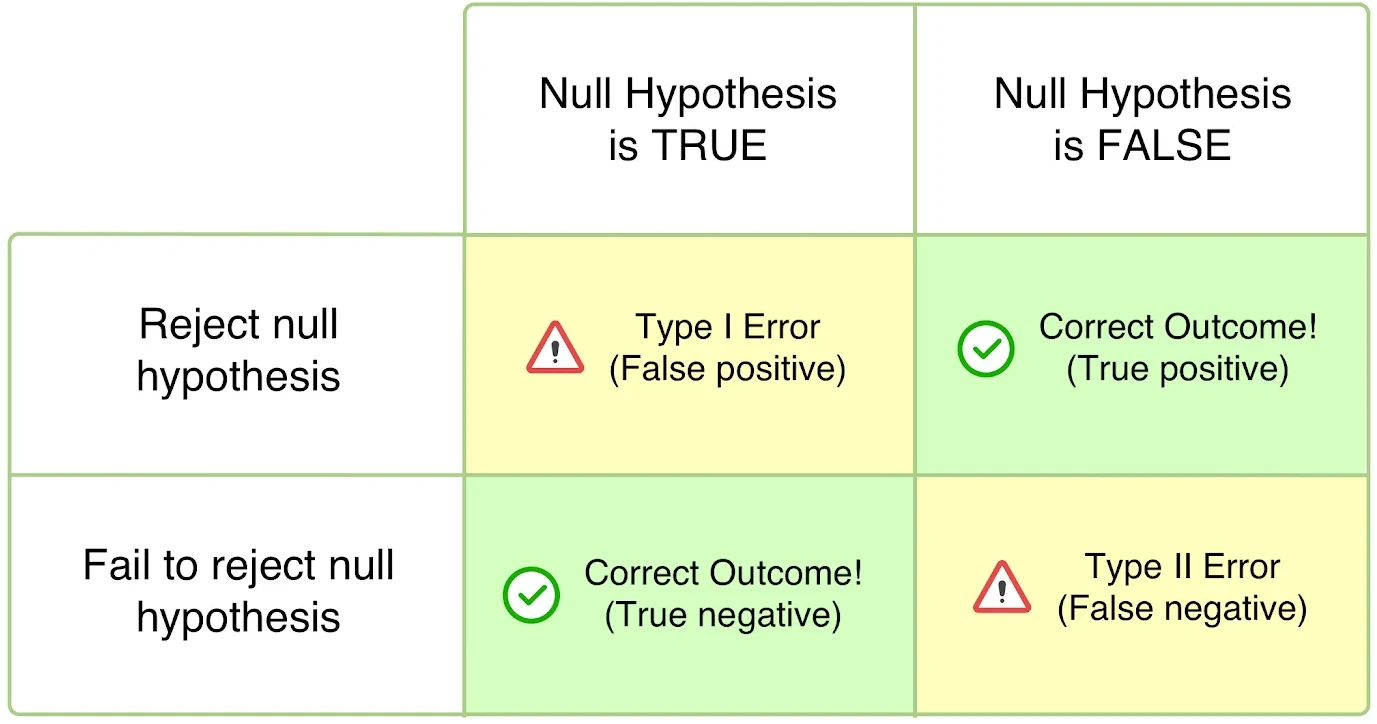 Null Hypothesis
is TRUE
Null Hypothesis
is FALSE
Reject null
hypothesis
Type I Error
(False positive)
Correct Outcome!
(True positive)
Fail to reject null
hypothesis
Correct Outcome!
(True negative)
Type II Error
(False negative)